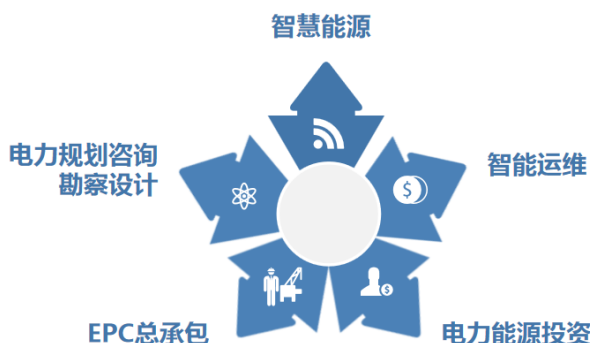 智慧能源
电力规划咨询
勘察设计
智能运维
EPC总承包
电力能源投资